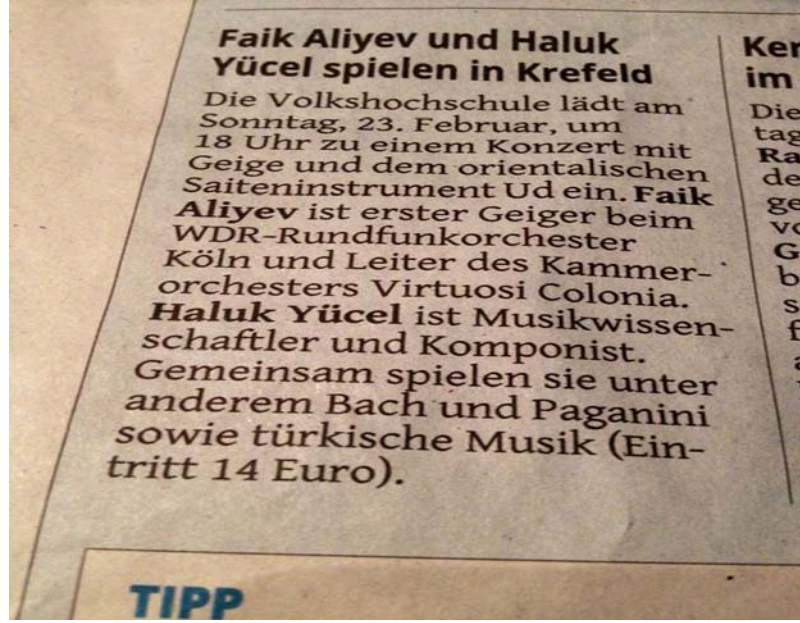 Faik Aliyev und Haluk
Yücel spielen in Krefeld
Die Volkshochschule lädt am
Sonntag, 23. Februar, um
18 Uhr zu einem Konzert mit
Geige und dem orientalischen
Saiteninstrument Ud ein. Faik
Aliyev ist erster Geiger beim
WDR-Rundfunkorchester
Köln und Leiter des Kammer-
orchesters Virtuosi Colonia.
Haluk Yücel ist Musikwissen-
schaftler und Komponist.
Gemeinsam spielen sie unter
anderem Bach und Paganini
sowie türkische Musik (Ein-
tritt 14 Euro).
im
Die
TIPP